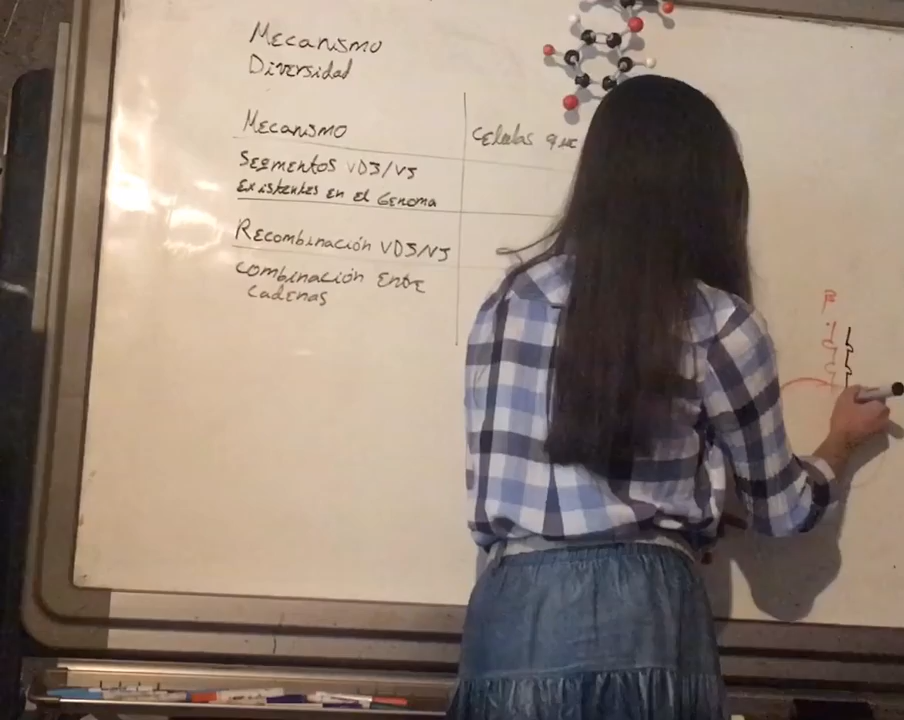 Mecanismo
Diversidad
Mecanismo
Celulas que
Segmentos VDJ/VJ
Existentes en el Genoma
Recombinación VDJ/VJ
Combinación Entre
Cadenas